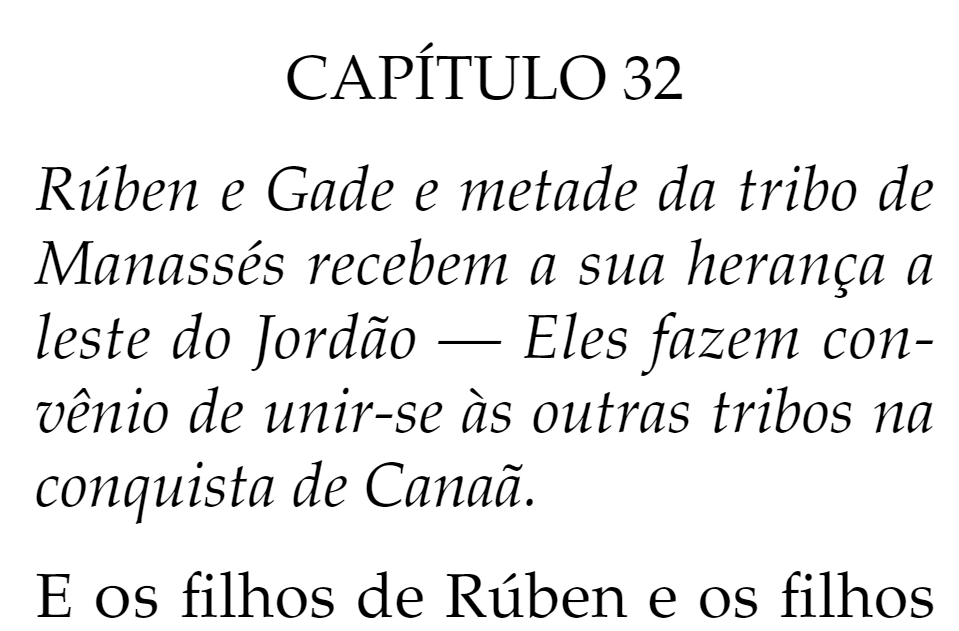 CAPÍTULO 32
Rúben e Gade e metade da tribo de
Manassés recebem a sua herança a
leste do Jordão — Eles fazem con-
vênio de unir-se às outras tribos na
conquista de Canaã.
E os filhos de Rúben e os filhos